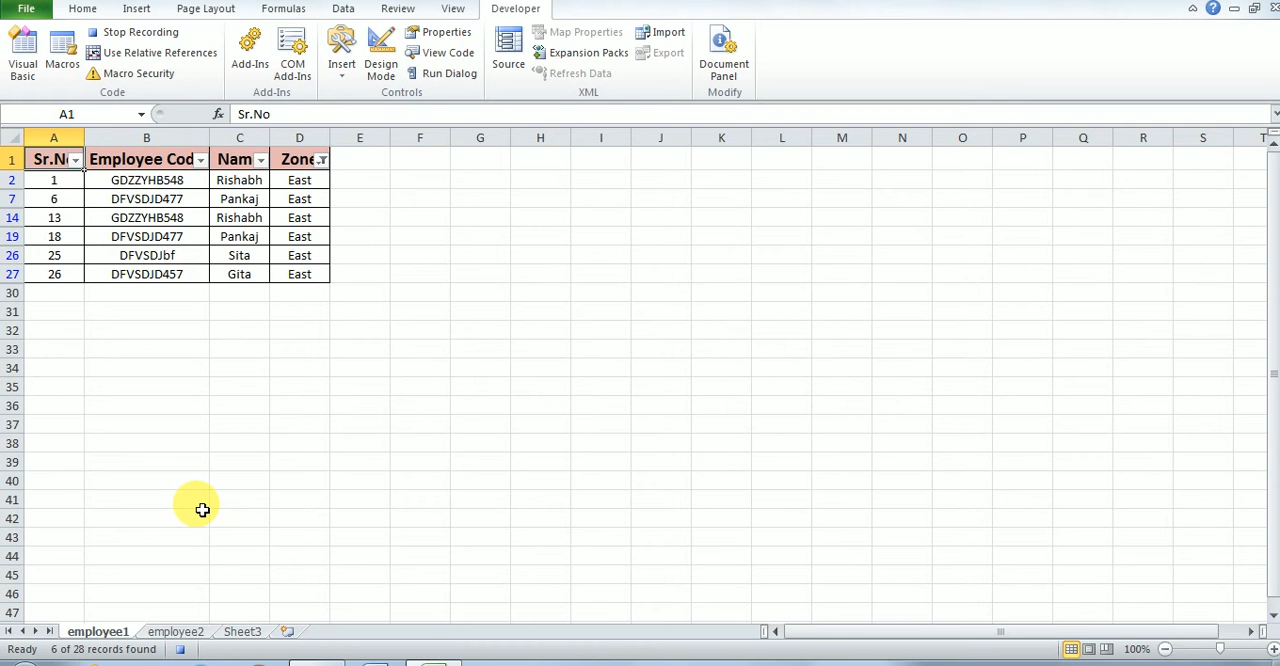 File Home Insert Page Layout Formulas Data Review View Developer
Visual Basic
Macros
Stop Recording
Use Relative References
Macro Security
Code
Add-Ins
COM Add-Ins
Add-Ins
Insert
Design Mode
Properties
View Code
Run Dialog
Controls
Source
Map Properties
Expansion Packs
Refresh Data
Import
Export
XML
Document Panel
Modify
A1 fx Sr.No
A B C D E F G H I J K L M N O P Q R S T
1 Sr.No Employee Cod Nam Zone
2 1 GDZZYHB548 Rishabh East
7 6 DFVSDJD477 Pankaj East
14 13 GDZZYHB548 Rishabh East
19 18 DFVSDJD477 Pankaj East
26 25 DFVSDJbf Sita East
27 26 DFVSDJD457 Gita East
30
31
32
33
34
35
36
37
38
39
40
41
42
43
44
45
46
47
employee1 employee2 Sheet3
Ready 6 of 28 records found 100%